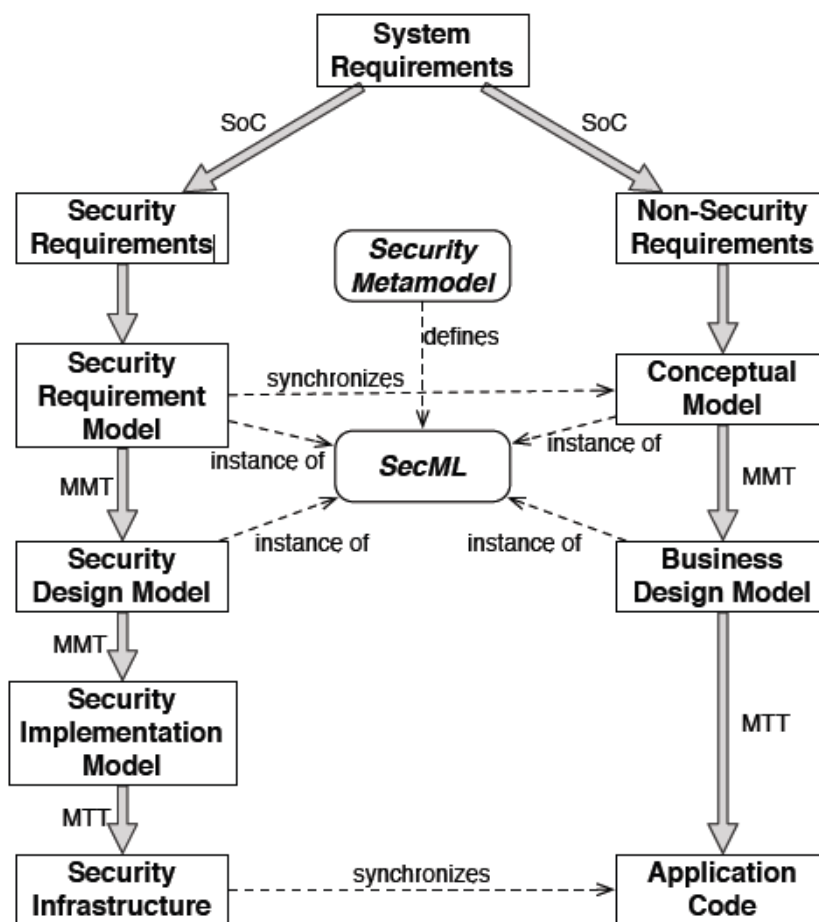 System
Requirements
SoC
SoC
Security
Requirements
Non-Security
Requirements
Security
Metamodel
defines
Security
Requirement
Model
synchronizes
Conceptual
Model
instance of
instance of
SecML
MMT
MMT
Security
Design Model
instance of
instance of
Business
Design Model
MMT
Security
Implementation
Model
MTT
MTT
Security
Infrastructure
synchronizes
Application
Code